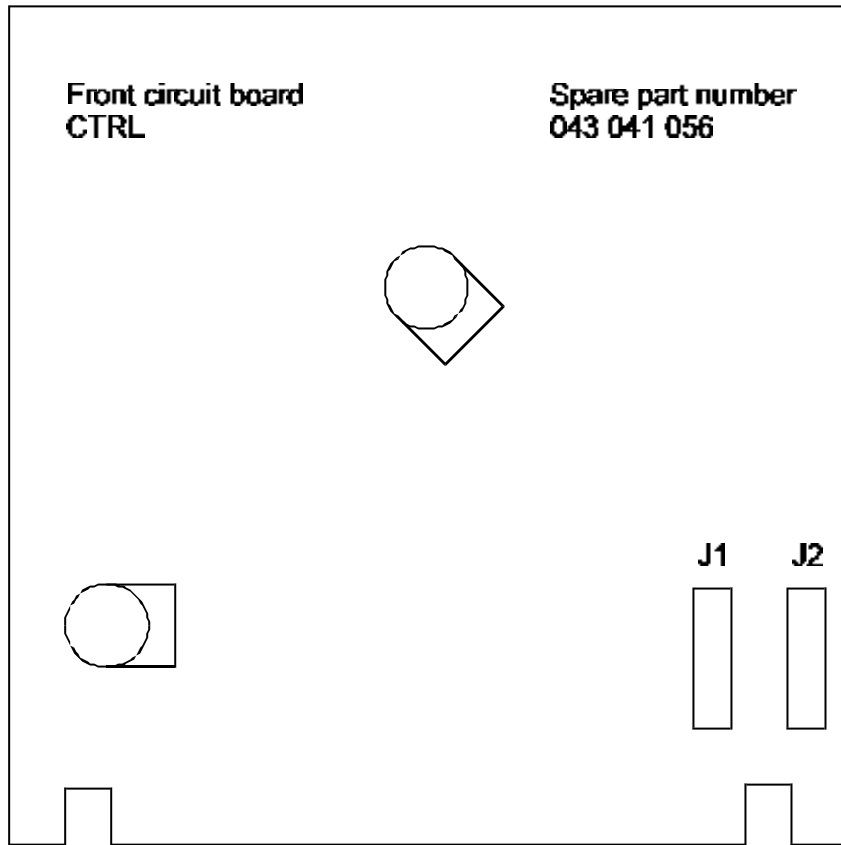 Front circuit board
CTRL
Spare part number
043 041 056
J1
J2